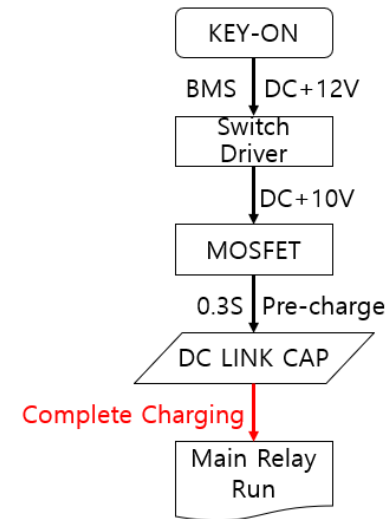 KEY-ON
BMS DC+12V
Switch
Driver
DC+10V
MOSFET
0.3S Pre-charge
DC LINK CAP
Complete Charging
Main Relay
Run